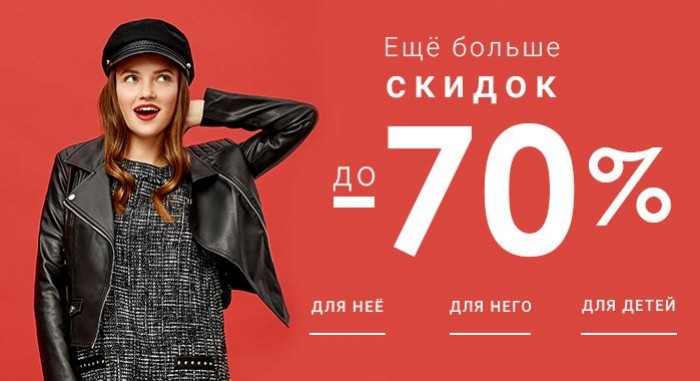 Ещё больше
скидок
до
-70%
ДЛЯ НЕЁ
ДЛЯ НЕГО
ДЛЯ ДЕТЕЙ